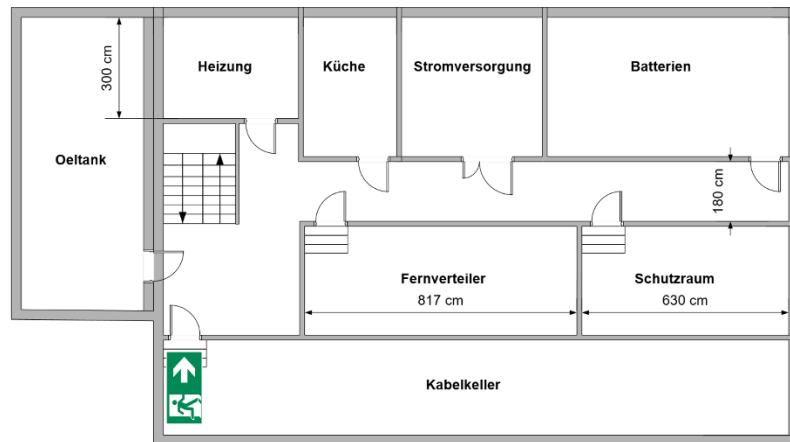 300 cm
Heizung
Küche
Stromversorgung
Batterien
Oeltank
180 cm
Fernverteiler
817 cm
Schutzraum
630 cm
Kabelkeller